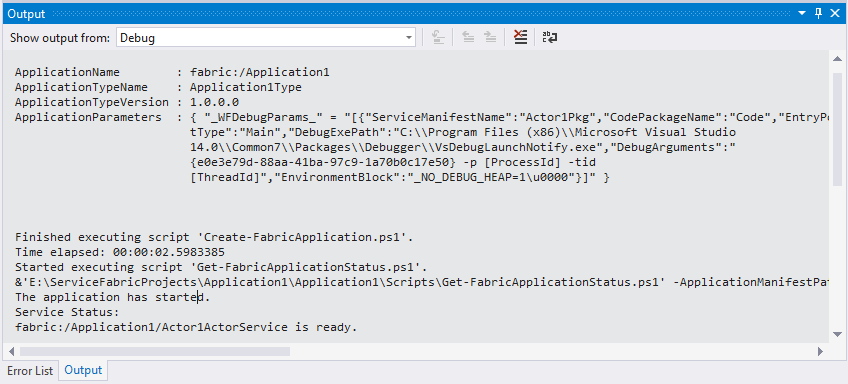 Output
Show output from: Debug
ApplicationName : fabric:/Application1
ApplicationTypeName : Application1Type
ApplicationTypeVersion : 1.0.0.0
ApplicationParameters : { "_WFDebugParams_" = "[{"ServiceManifestName":"Actor1Pkg","CodePackageName":"Code","EntryPo
tType":"Main","DebugExePath":"C:\\Program Files (x86)\\Microsoft Visual Studio
14.0\\Common7\\Packages\\Debugger\\VsDebugLaunchNotify.exe","DebugArguments":"
{e0e3e79d-88aa-41ba-97c9-1a70b0c17e50} -p [ProcessId] -tid
[ThreadId]","EnvironmentBlock":"_NO_DEBUG_HEAP=1\u0000"}]" }
Finished executing script 'Create-FabricApplication.ps1'.
Time elapsed: 00:00:02.5983385
Started executing script 'Get-FabricApplicationStatus.ps1'.
&'E:\ServiceFabricProjects\Application1\Application1\Scripts\Get-FabricApplicationStatus.ps1' -ApplicationManifestPat
The application has started.
Service Status:
fabric:/Application1/Actor1ActorService is ready.
Error List Output